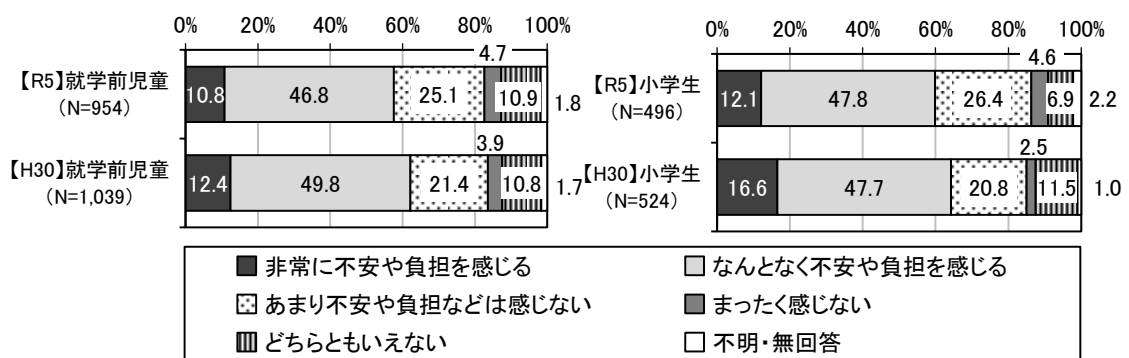 0% 20% 40% 60% 80% 100%
4.7
【R5】就学前児童
(N=954)
10.8 46.8 25.1 10.9 1.8
3.9
【H30】就学前児童
(N=1,039)
12.4 49.8 21.4 10.8 1.7
0% 20% 40% 60% 80% 100%
4.6
【R5】小学生
(N=496)
12.1 47.8 26.4 6.9 2.2
2.5
【H30】小学生
(N=524)
16.6 47.7 20.8 11.5 1.0
非常に不安や負担を感じる
なんとなく不安や負担を感じる
あまり不安や負担などは感じない
まったく感じない
どちらともいえない
不明・無回答